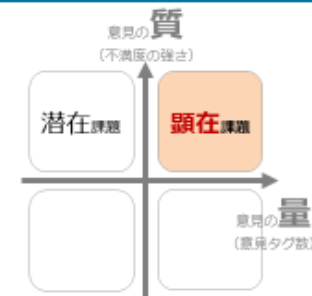 意見の質
(不満度の強さ)
潜在課題
顕在課題
意見の量
(意見タグ数)